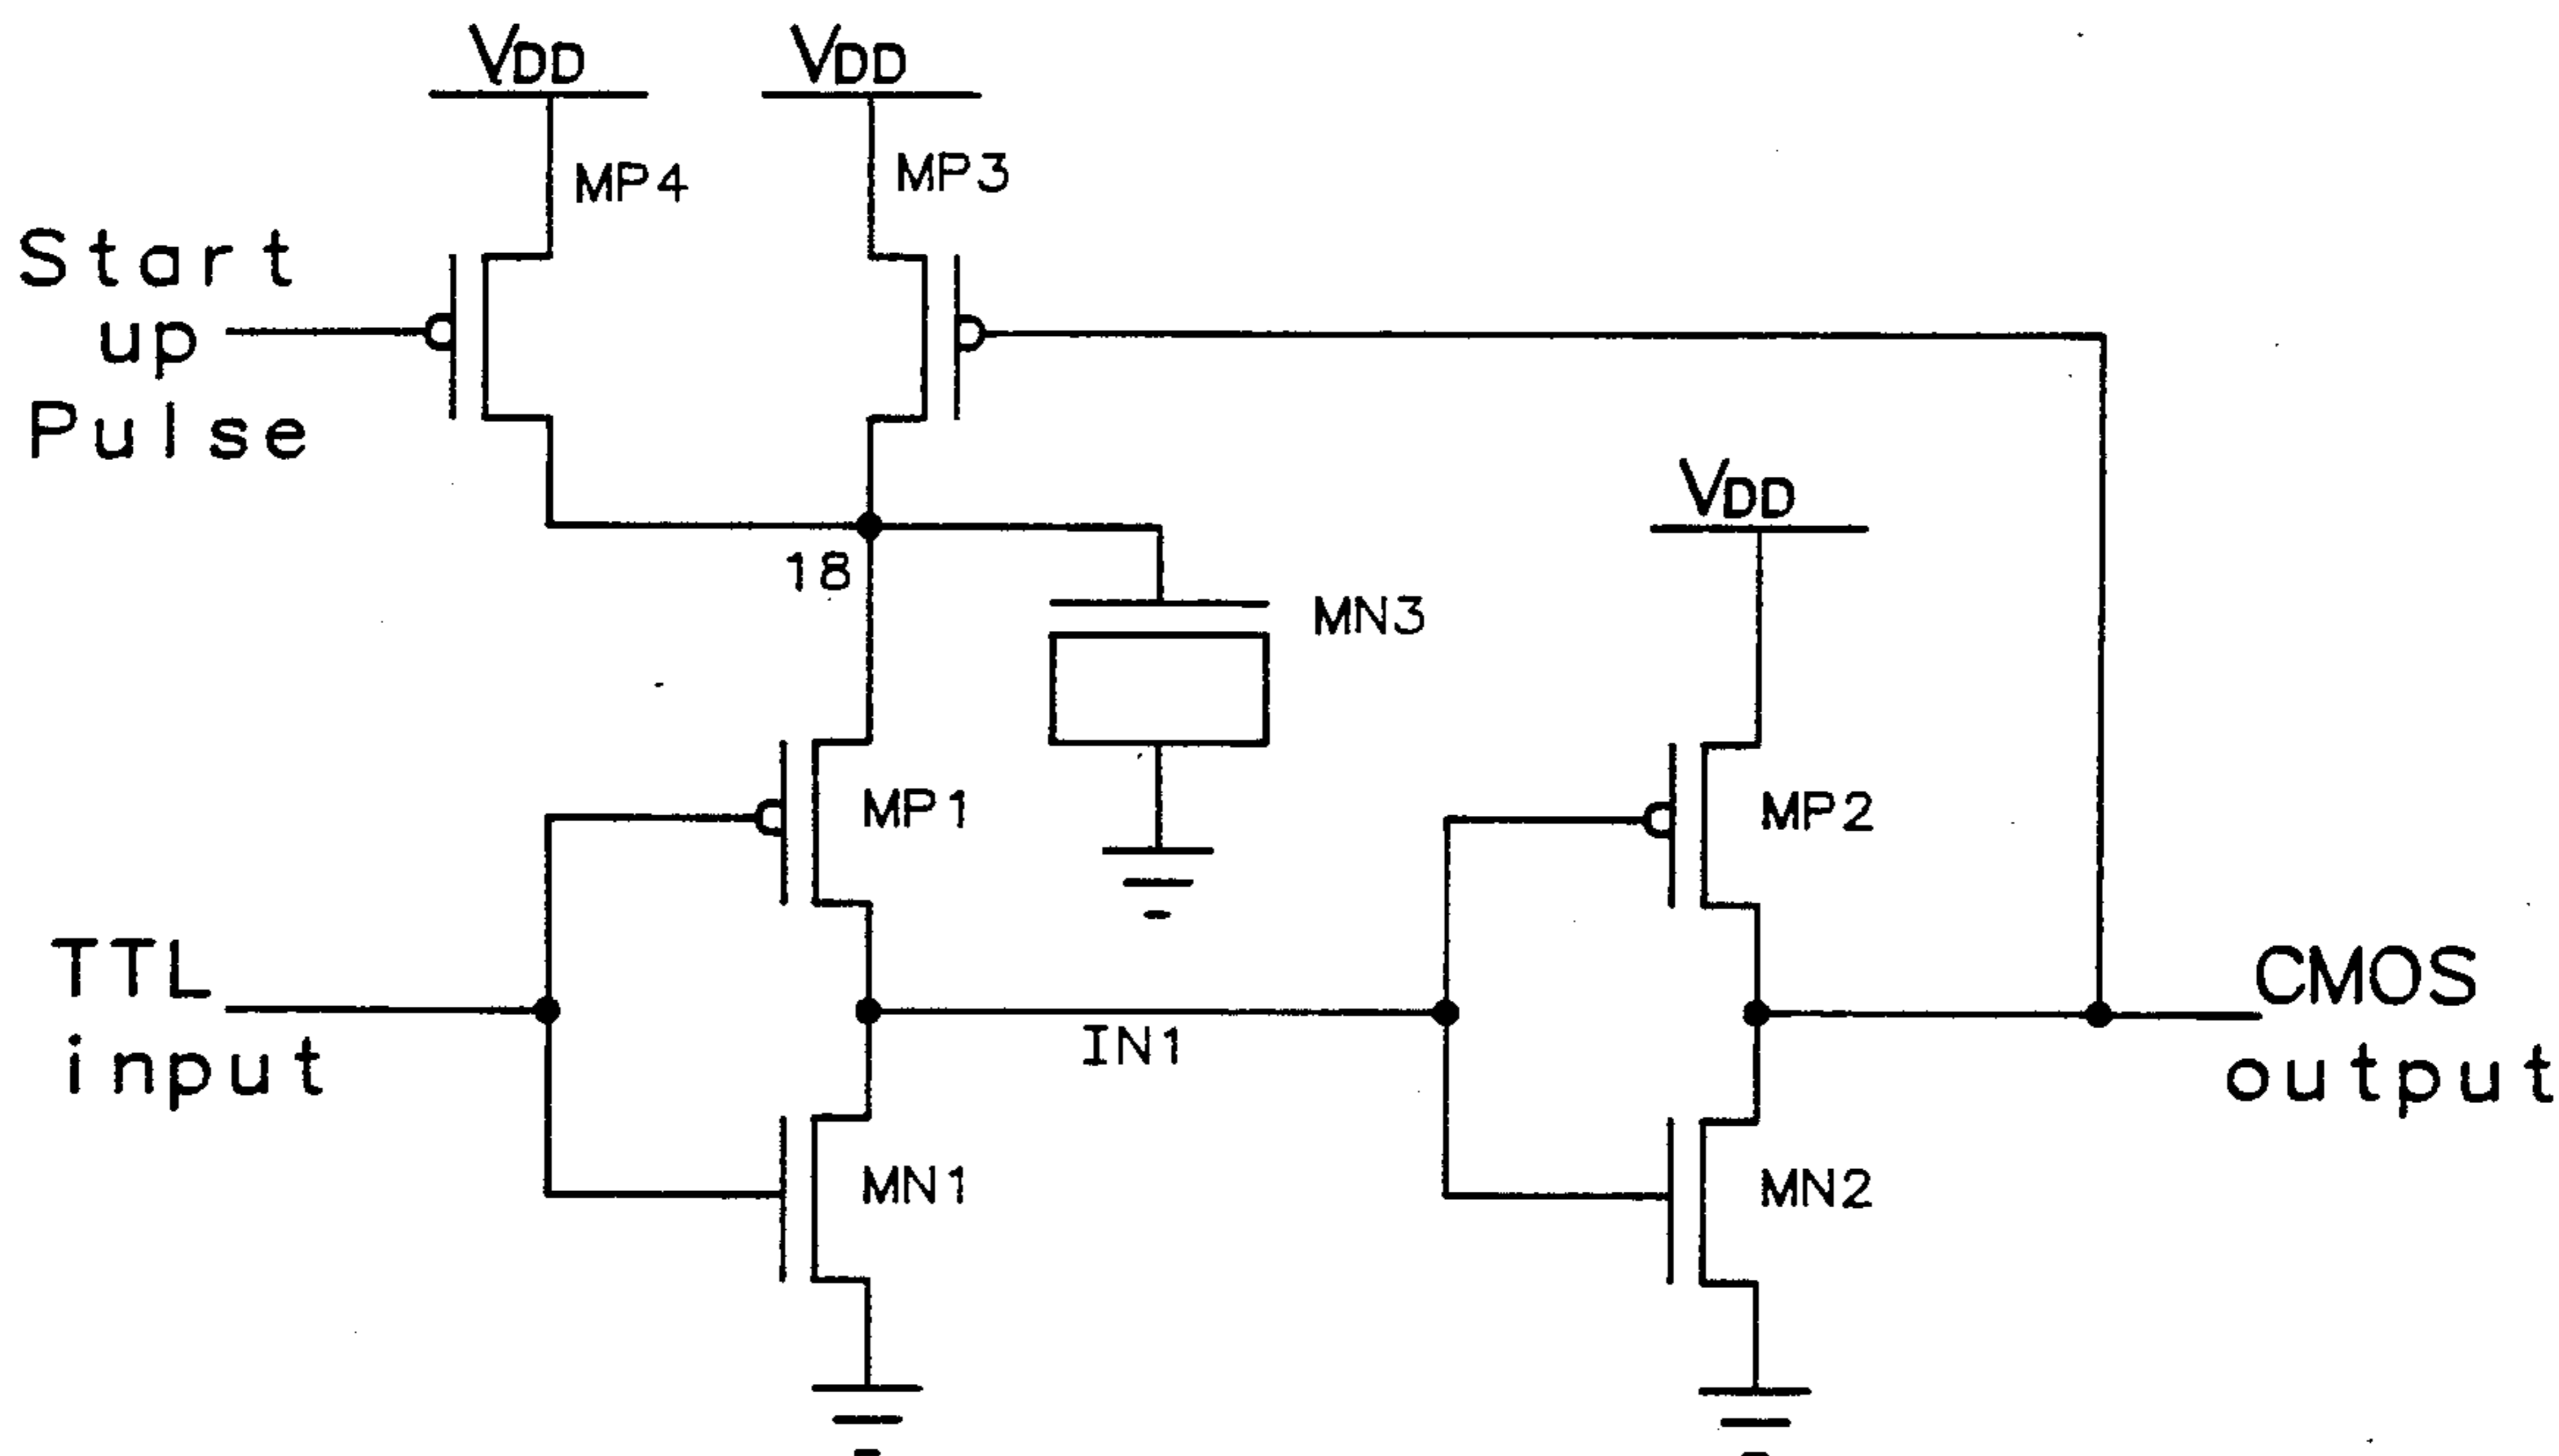 VDD
VDD
MP4
MP3
Start
up
Pulse
VDD
18
MN3
MP1
MP2
TTL
input
IN1
CMOS
output
MN1
MN2